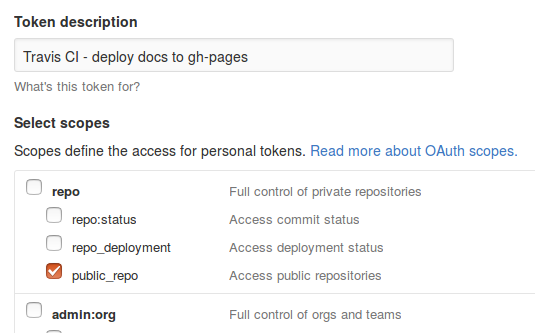 Token description
Travis CI - deploy docs to gh-pages
What's this token for?
Select scopes
Scopes define the access for personal tokens. Read more about OAuth scopes.
repo Full control of private repositories
repo:status Access commit status
repo_deployment Access deployment status
public_repo Access public repositories
admin:org Full control of orgs and teams